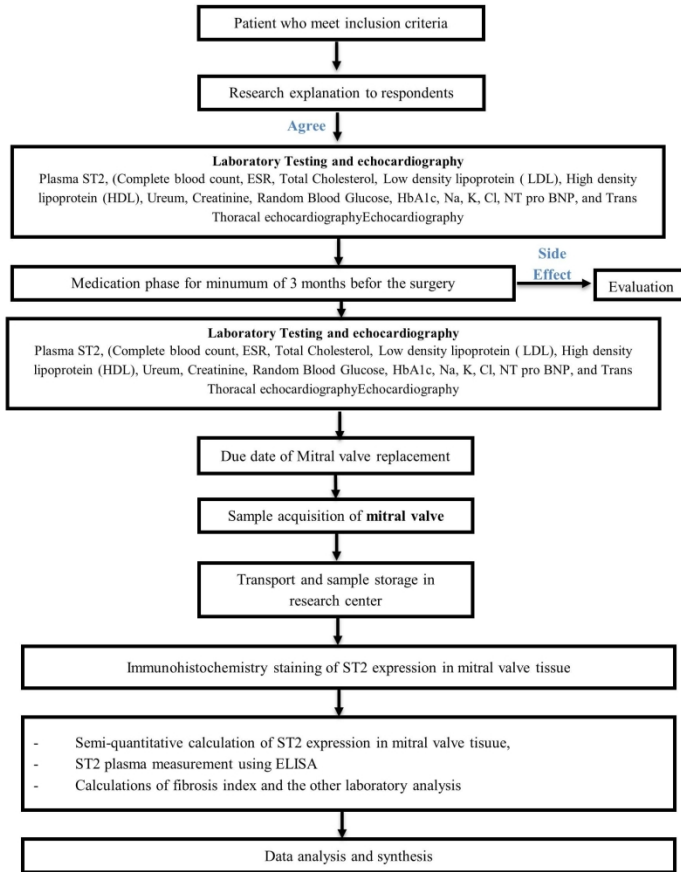 Patient who meet inclusion criteria
Research explanation to respondents
Agree
Laboratory Testing and echocardiography
Plasma ST2, (Complete blood count, ESR, Total Cholesterol, Low density lipoprotein ( LDL), High density
lipoprotein (HDL), Ureum, Creatinine, Random Blood Glucose, HbA1c, Na, K, Cl, NT pro BNP, and Trans
Thoracal echocardiographyEchocardiography
Medication phase for minumum of 3 months befor the surgery
Side
Effect
Evaluation
Laboratory Testing and echocardiography
Plasma ST2, (Complete blood count, ESR, Total Cholesterol, Low density lipoprotein ( LDL), High density
lipoprotein (HDL), Ureum, Creatinine, Random Blood Glucose, HbA1c, Na, K, Cl, NT pro BNP, and Trans
Thoracal echocardiographyEchocardiography
Due date of Mitral valve replacement
Sample acquisition of mitral valve
Transport and sample storage in
research center
Immunohistochemistry staining of ST2 expression in mitral valve tissue
- Semi-quantitative calculation of ST2 expression in mitral valve tisuue,
- ST2 plasma measurement using ELISA
- Calculations of fibrosis index and the other laboratory analysis
Data analysis and synthesis